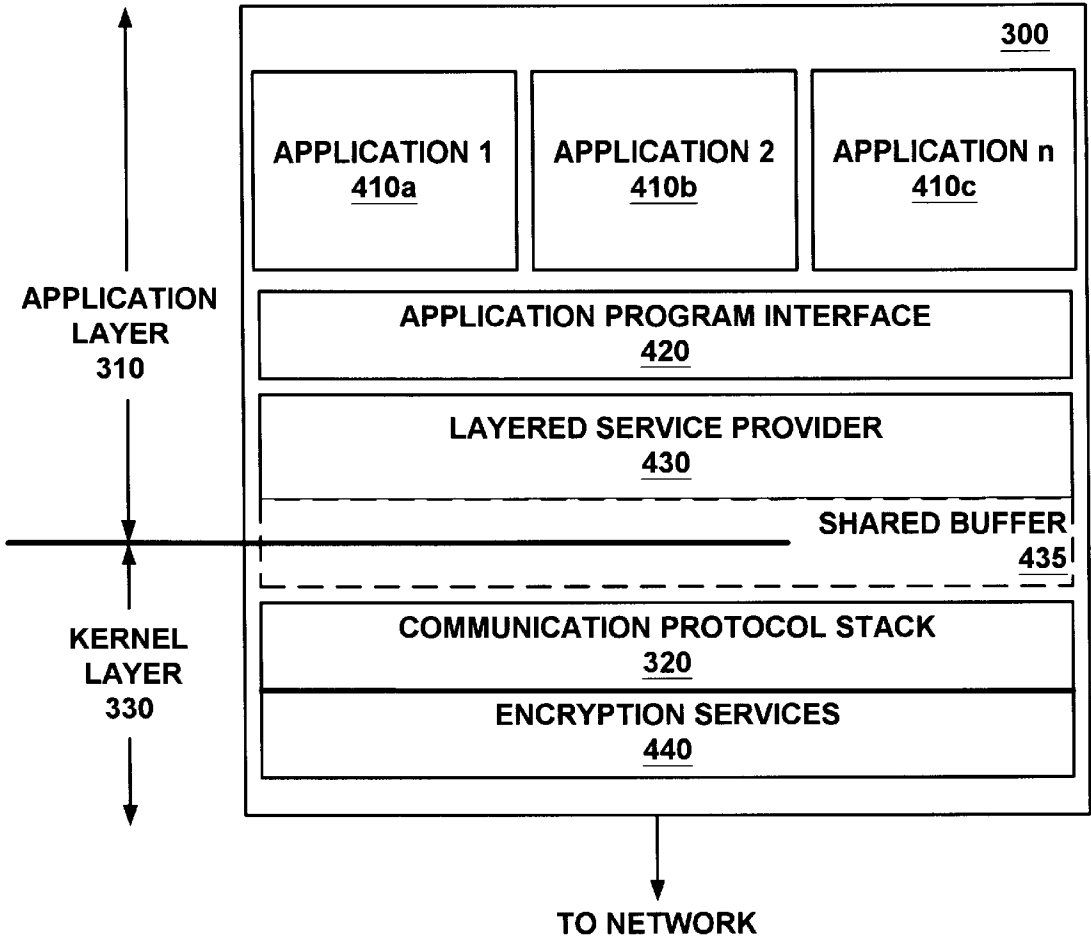 300
APPLICATION 1
410a
APPLICATION 2
410b
APPLICATION n
410c
APPLICATION
LAYER
310
APPLICATION PROGRAM INTERFACE
420
LAYERED SERVICE PROVIDER
430
SHARED BUFFER
435
KERNEL
LAYER
330
COMMUNICATION PROTOCOL STACK
320
ENCRYPTION SERVICES
440
TO NETWORK